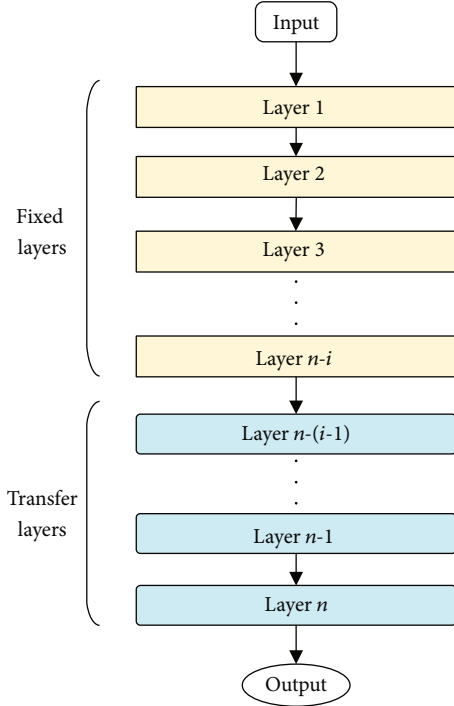 Input
Layer 1
Layer 2
Layer 3
Fixed
layers
.
.
.
Layer n-i
Layer n-(i-1)
.
.
.
Transfer
layers
Layer n-1
Layer n
Output